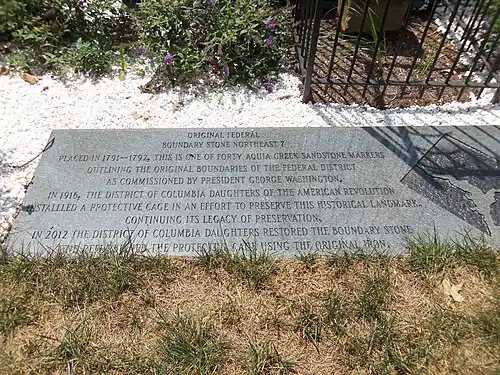 ORIGINAL FEDERAL
BOUNDARY STONE NORTHEAST 7
PLACED IN 1791-1792, THIS IS ONE OF FORTY AQUIA CREEK SANDSTONE MARKERS
OUTLINING THE ORIGINAL BOUNDARIES OF THE FEDERAL DISTRICT
AS COMMISSIONED BY PRESIDENT GEORGE WASHINGTON.
IN 1916, THE DISTRICT OF COLUMBIA DAUGHTERS OF THE AMERICAN REVOLUTION
INSTALLED A PROTECTIVE CAGE IN AN EFFORT TO PRESERVE THIS HISTORICAL LANDMARK.
CONTINUING ITS LEGACY OF PRESERVATION,
IN 2012 THE DISTRICT OF COLUMBIA DAUGHTERS RESTORED THE BOUNDARY STONE
THE PROTECTIVE CAGE USING THE ORIGINAL IRON.